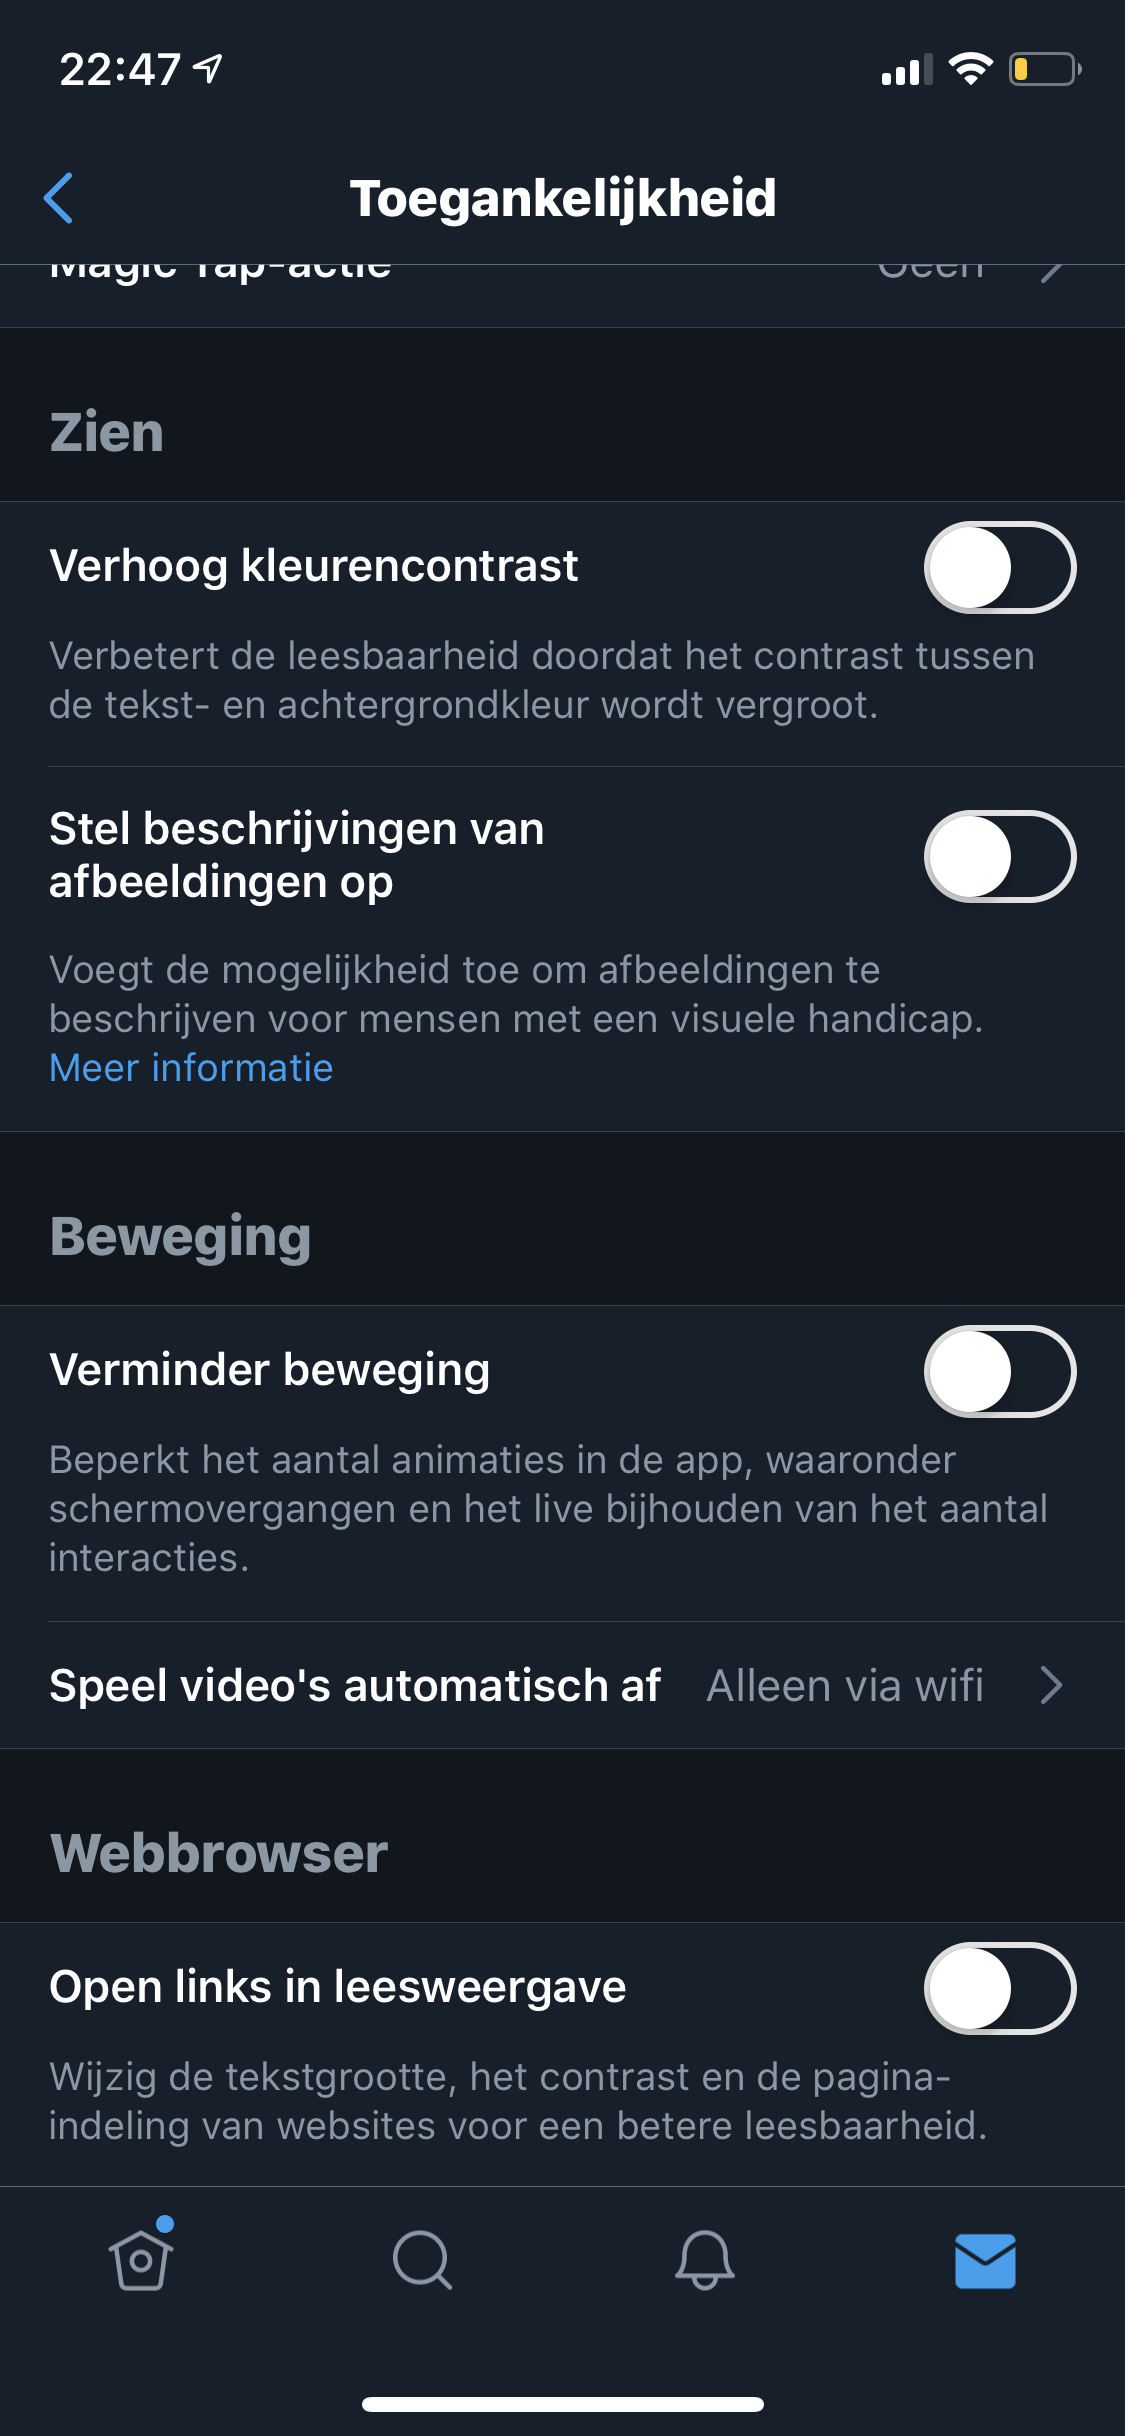 22:47
Toegankelijkheid
Magic Tap-actie Geen
Zien
Verhoog kleurencontrast
Verbetert de leesbaarheid doordat het contrast tussen
de tekst- en achtergrondkleur wordt vergroot.
Stel beschrijvingen van
afbeeldingen op
Voegt de mogelijkheid toe om afbeeldingen te
beschrijven voor mensen met een visuele handicap.
Meer informatie
Beweging
Verminder beweging
Beperkt het aantal animaties in de app, waaronder
schermovergangen en het live bijhouden van het aantal
interacties.
Speel video's automatisch af Alleen via wifi
Webbrowser
Open links in leesweergave
Wijzig de tekstgrootte, het contrast en de pagina-
indeling van websites voor een betere leesbaarheid.